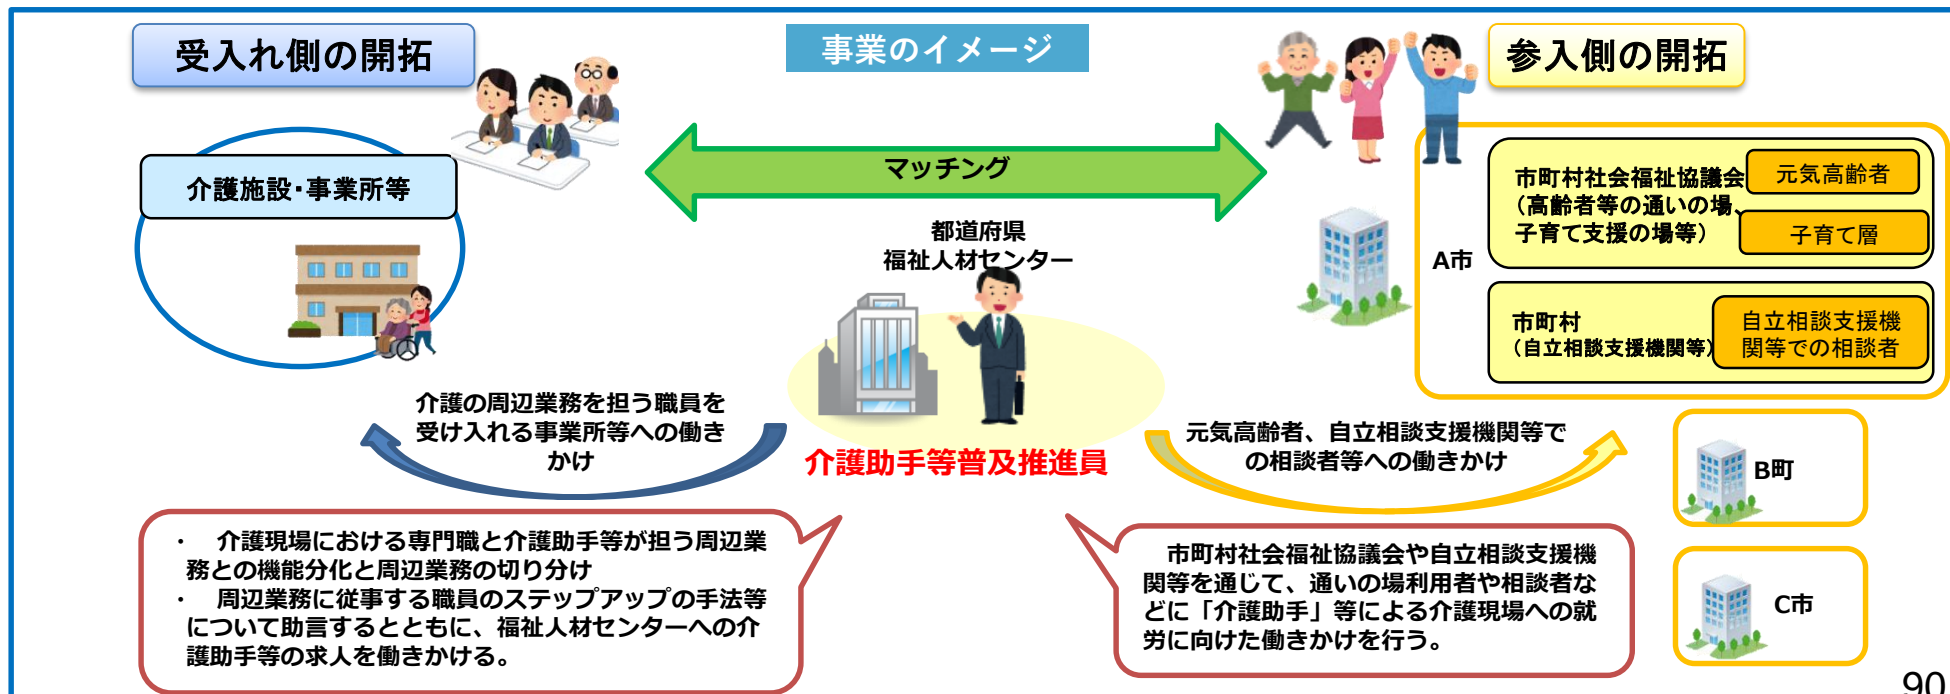 受入れ側の開拓
事業のイメージ
参入側の開拓
介護施設・事業所等
マッチング
都道府県
福祉人材センター
介護助手等普及推進員
A市
市町村社会福祉協議会
（高齢者等の通いの場、
子育て支援の場等）
元気高齢者
子育て層
市町村
（自立相談支援機関等）
自立相談支援機
関等での相談者
介護の周辺業務を担う職員を
受け入れる事業所等への働き
かけ
元気高齢者、自立相談支援機関等で
の相談者等への働きかけ
B町
C市
・　介護現場における専門職と介護助手等が担う周辺業
務との機能分化と周辺業務の切り分け
・　周辺業務に従事する職員のステップアップの手法等
について助言するとともに、福祉人材センターへの介
護助手等の求人を働きかける。
市町村社会福祉協議会や自立相談支援機
関等を通じて、通いの場利用者や相談者な
どに「介護助手」等による介護現場への就
労に向けた働きかけを行う。
90